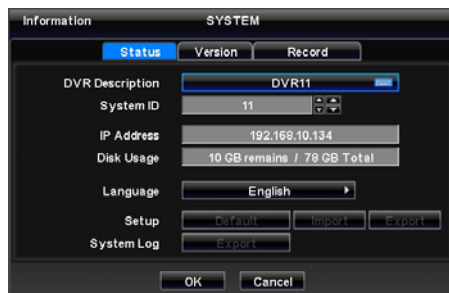 Information SYSTEM
Status Version Record
DVR Description DVR11
System ID 11
IP Address 192.168.10.134
Disk Usage 10 GB remains / 78 GB Total
Language English
Setup Default Import Export
System Log Export
OK Cancel